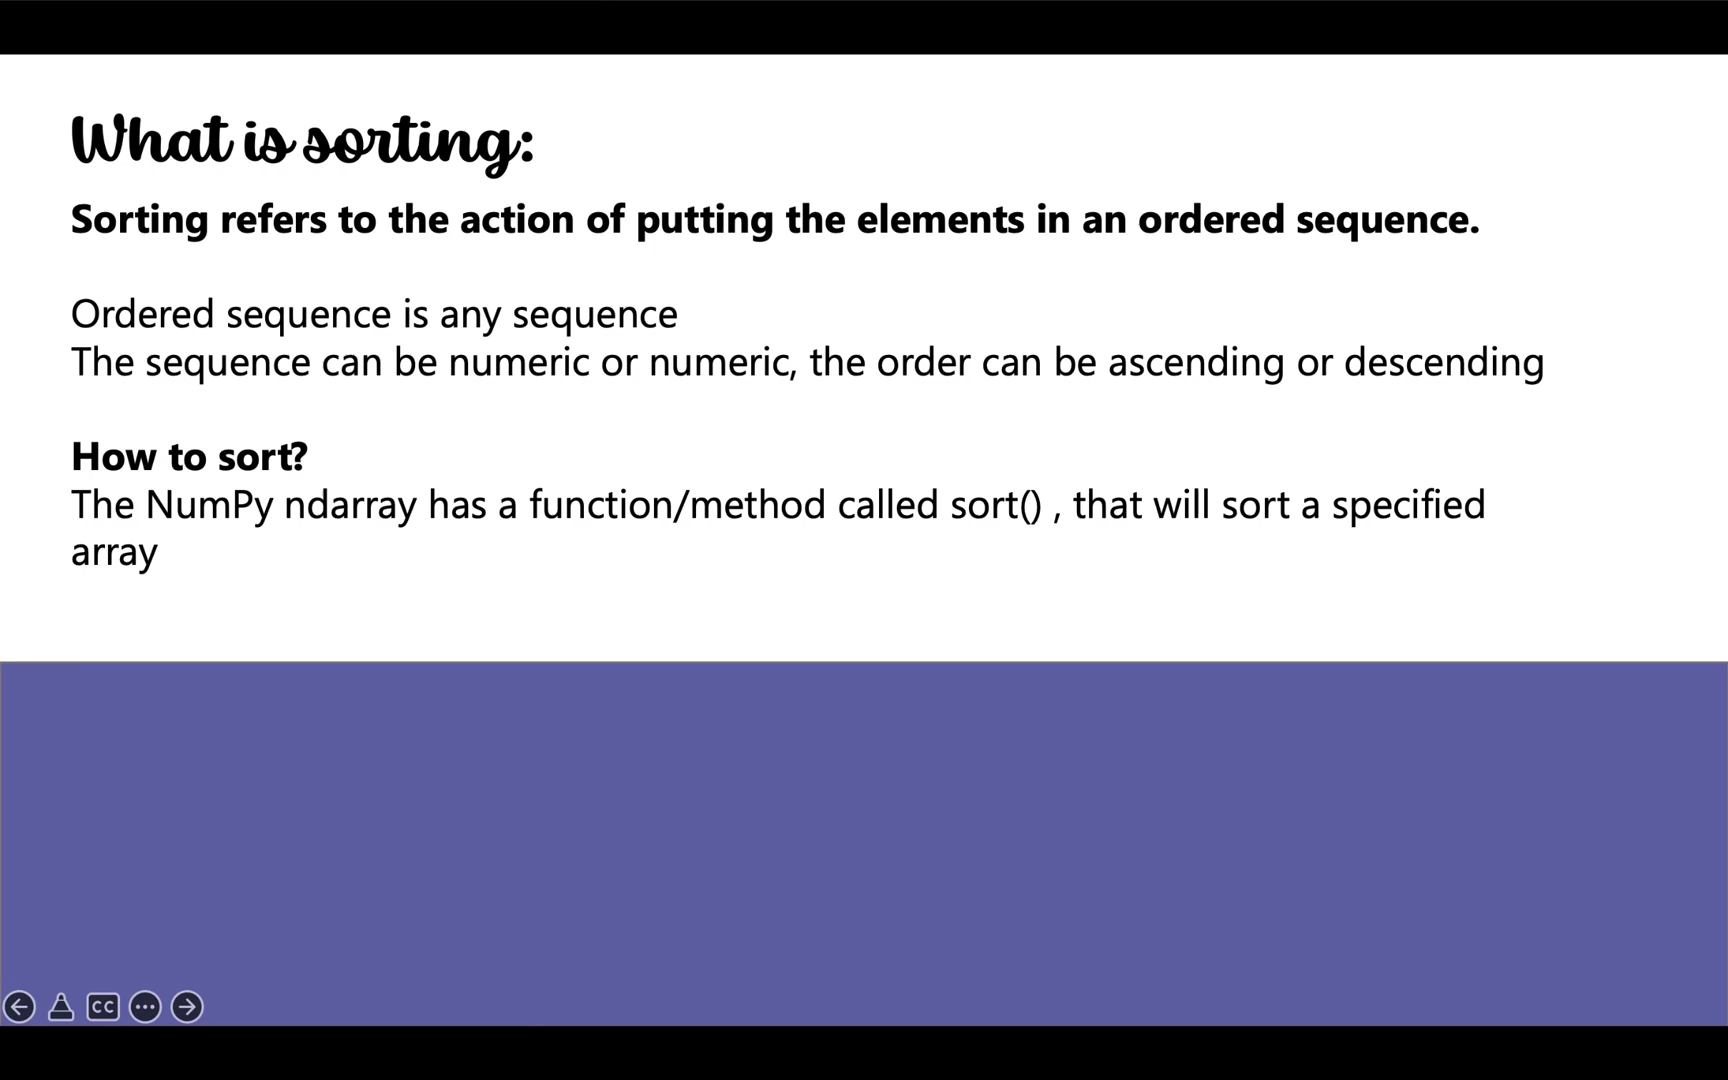 What is sorting:
Sorting refers to the action of putting the elements in an ordered sequence.
Ordered sequence is any sequence
The sequence can be numeric or numeric, the order can be ascending or descending
How to sort?
The NumPy ndarray has a function/method called sort() , that will sort a specified
array
CC